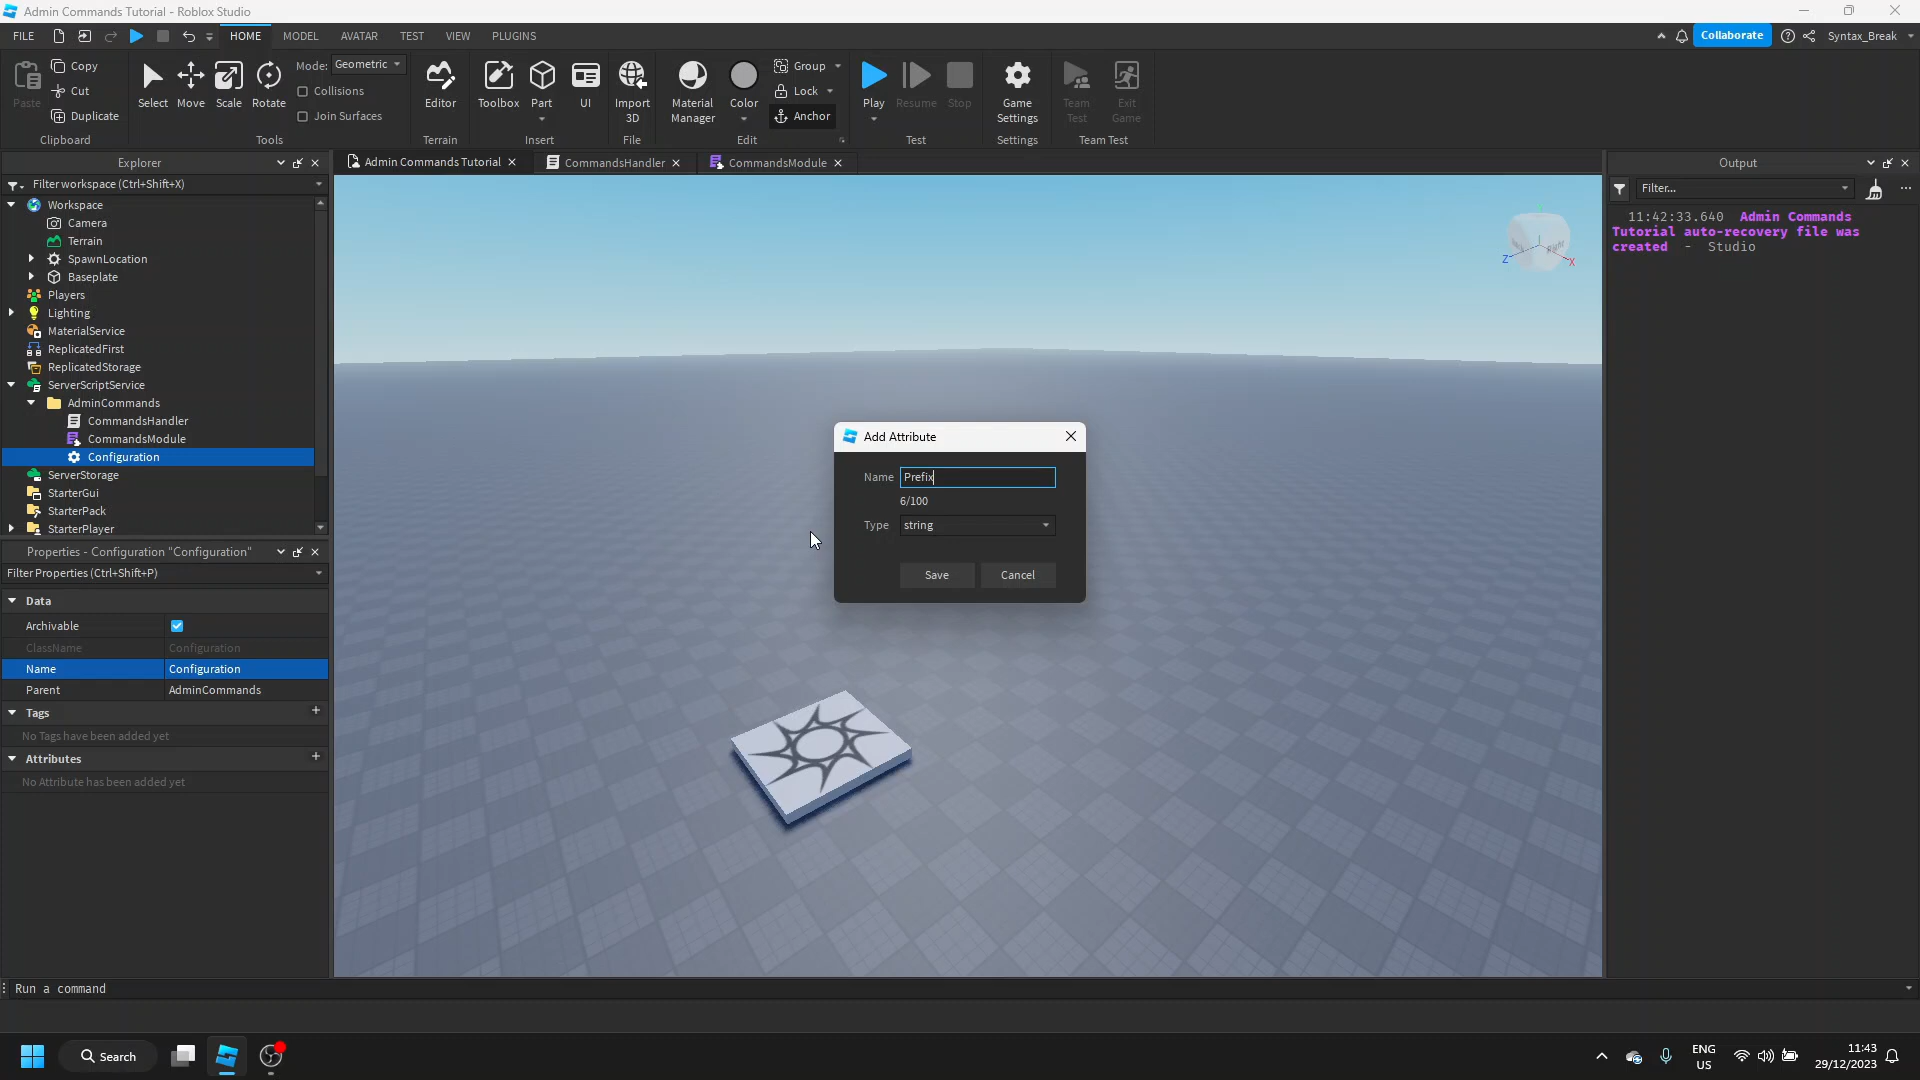 Admin Commands Tutorial - Roblox Studio
FILE
HOME
MODEL
AVATAR
TEST
VIEW
PLUGINS
Collaborate
Syntax_Break
Paste
Copy
Cut
Duplicate
Clipboard
Select
Move
Scale
Rotate
Mode:
Geometric
Collisions
Join Surfaces
Tools
Editor
Terrain
Toolbox
Part
UI
Insert
Import
3D
File
Material
Manager
Color
Group
Lock
Anchor
Edit
Play
Resume
Stop
Test
Game
Settings
Settings
Team
Test
Exit
Game
Team Test
Explorer
Admin Commands Tutorial
CommandsHandler
CommandsModule
Output
Filter workspace (Ctrl+Shift+X)
Filter...
Workspace
Camera
Terrain
SpawnLocation
Baseplate
Players
Lighting
MaterialService
ReplicatedFirst
ReplicatedStorage
ServerScriptService
AdminCommands
CommandsHandler
CommandsModule
Configuration
ServerStorage
StarterGui
StarterPack
StarterPlayer
11:42:33.640 Admin Commands
Tutorial auto-recovery file was
created - Studio
Z
X
Add Attribute
Name
Prefix
6/100
Type
string
Save
Cancel
Properties - Configuration "Configuration"
Filter Properties (Ctrl+Shift+P)
Data
Archivable
ClassName
Configuration
Name
Configuration
Parent
AdminCommands
Tags
No Tags have been added yet
Attributes
No Attribute has been added yet
Run a command
Search
ENG
US
11:43
29/12/2023